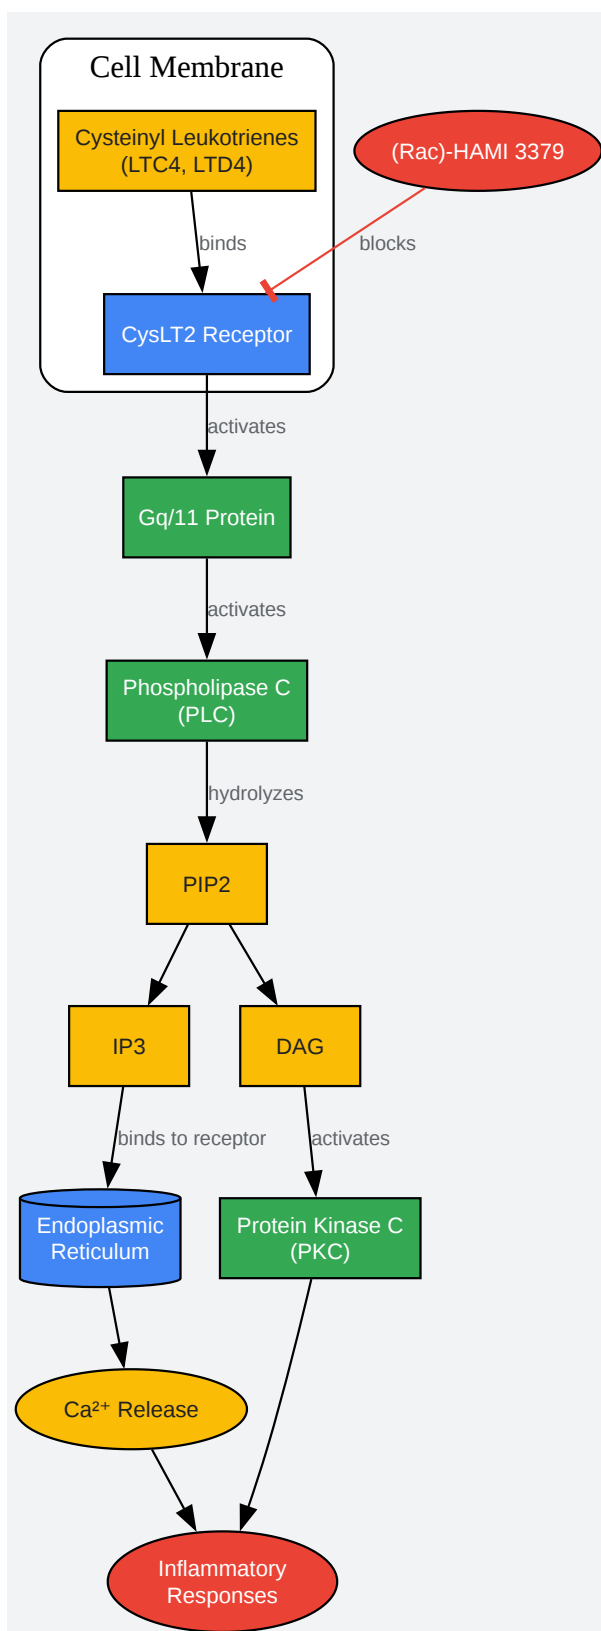 Cell Membrane
Cysteinyl Leukotrienes
(LTC4, LTD4)
(Rac)-HAMI 3379
binds
blocks
CysLT2 Receptor
activates
Gq/11 Protein
activates
Phospholipase C
(PLC)
hydrolyzes
PIP2
IP3
DAG
binds to receptor
activates
Endoplasmic
Reticulum
Protein Kinase C
(PKC)
Ca²⁺ Release
Inflammatory
Responses